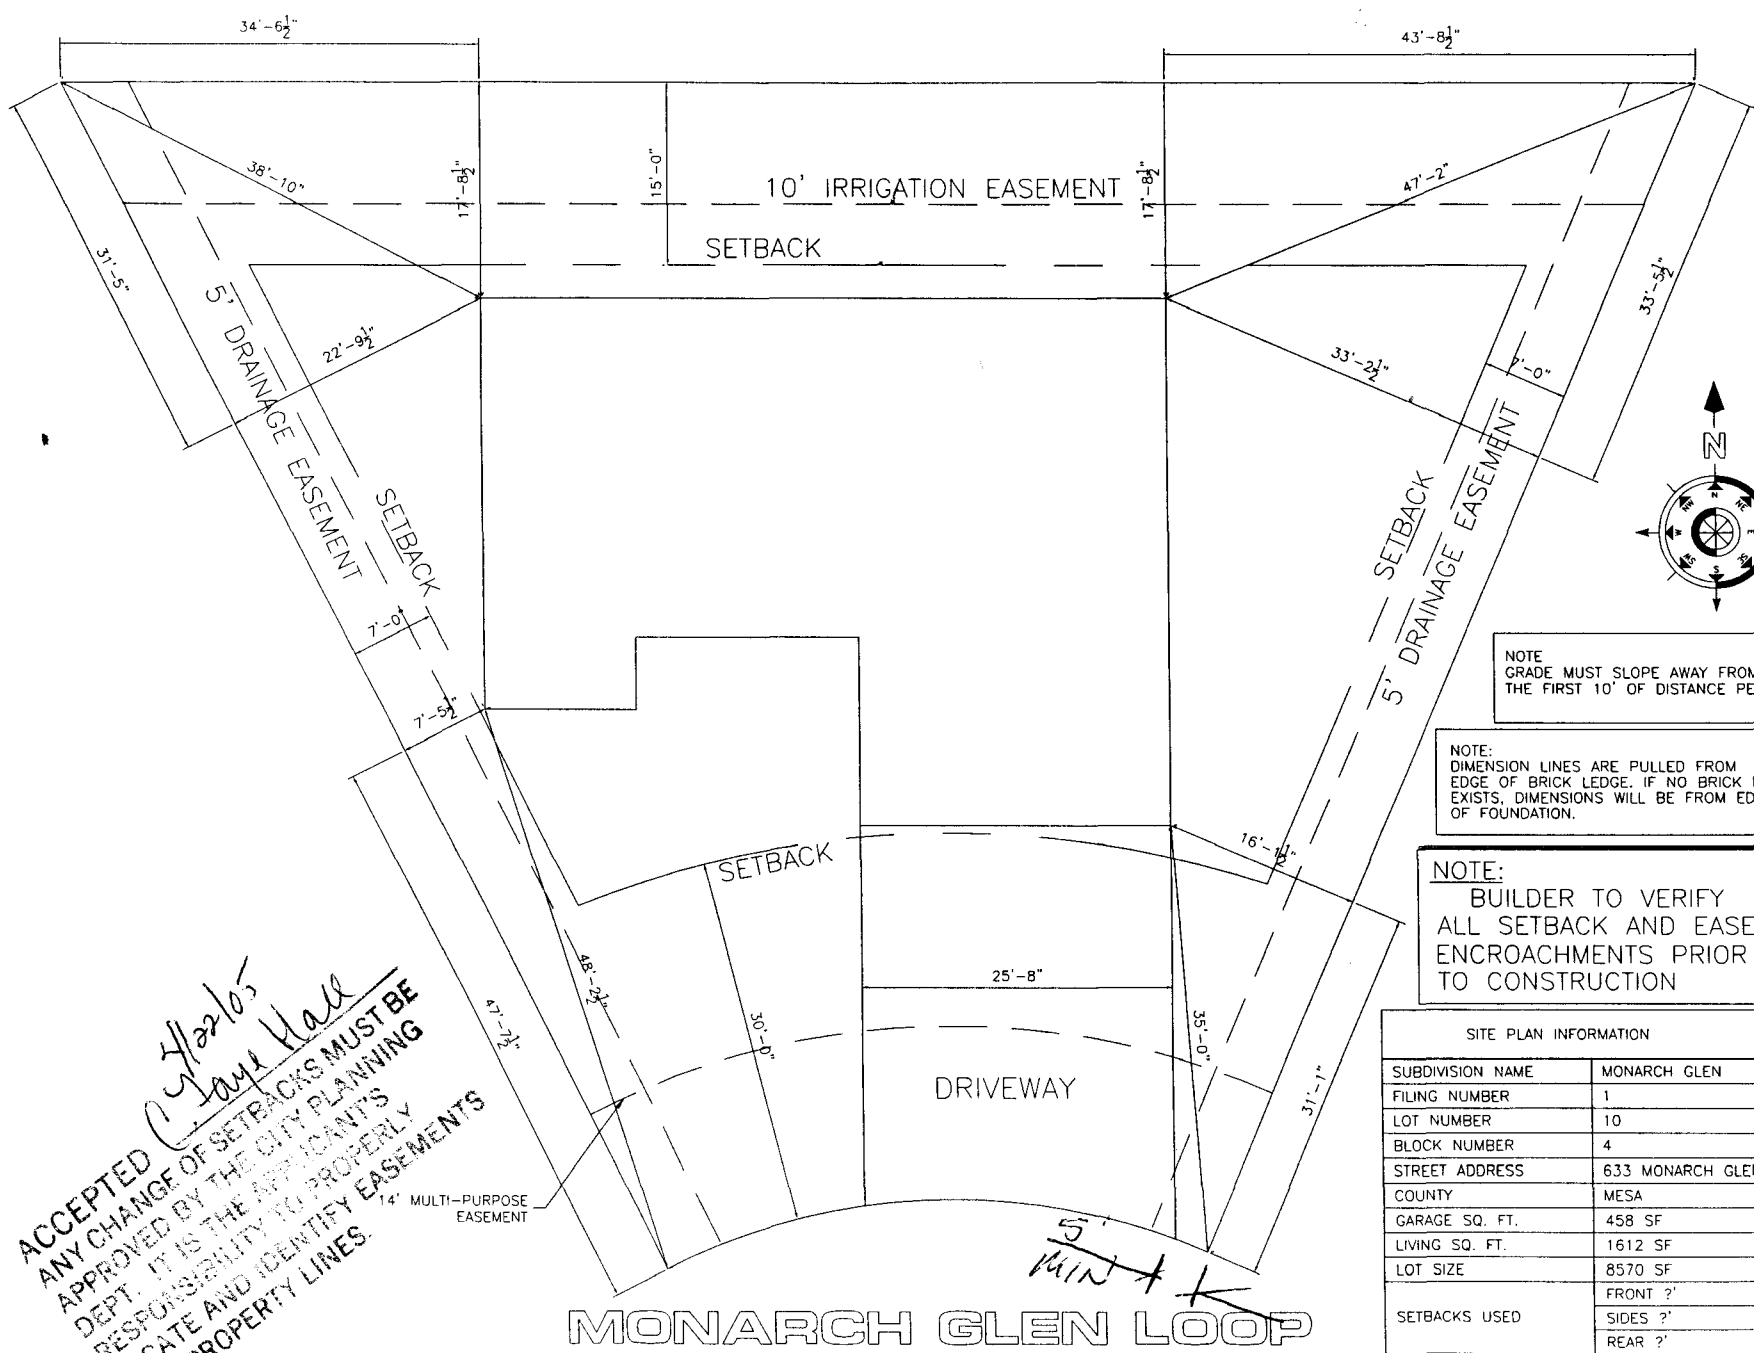 34'-6½"
43'-8½"
38'-10"
17'-8½"
15'-0"
17'-8½"
47'-2"
10' IRRIGATION EASEMENT
SETBACK
31'-5"
22'-9½"
33'-2½"
7'-0"
33'-5½"
5' DRAINAGE EASEMENT
SETBACK
SETBACK
5' DRAINAGE EASEMENT
N
N
NE
E
SE
S
SW
W
NW
7'-0"
7'-5½"
NOTE
GRADE MUST SLOPE AWAY FROM
THE FIRST 10' OF DISTANCE PE
NOTE:
DIMENSION LINES ARE PULLED FROM
EDGE OF BRICK LEDGE. IF NO BRICK
EXISTS, DIMENSIONS WILL BE FROM ED
OF FOUNDATION.
NOTE:
BUILDER TO VERIFY
ALL SETBACK AND EASE
ENCROACHMENTS PRIOR
TO CONSTRUCTION
SETBACK
16'-1½"
25'-8"
48'-2½"
47'-7½"
30'-0"
35'-0"
31'-1"
DRIVEWAY
14' MULTI-PURPOSE
EASEMENT
5'
MIN
MONARCH GLEN LOOP
4/22/05
C. Faye Hall
ACCEPTED
ANY CHANGE OF SETBACKS MUST BE
APPROVED BY THE CITY PLANNING
DEPT. IT IS THE APPLICANT'S
RESPONSIBILITY TO PROPERLY
CATE AND IDENTIFY EASEMENTS
PROPERTY LINES.
SITE PLAN INFORMATION
SUBDIVISION NAME MONARCH GLEN
FILING NUMBER 1
LOT NUMBER 10
BLOCK NUMBER 4
STREET ADDRESS 633 MONARCH GLE
COUNTY MESA
GARAGE SQ. FT. 458 SF
LIVING SQ. FT. 1612 SF
LOT SIZE 8570 SF
SETBACKS USED
FRONT ?'
SIDES ?'
REAR ?'